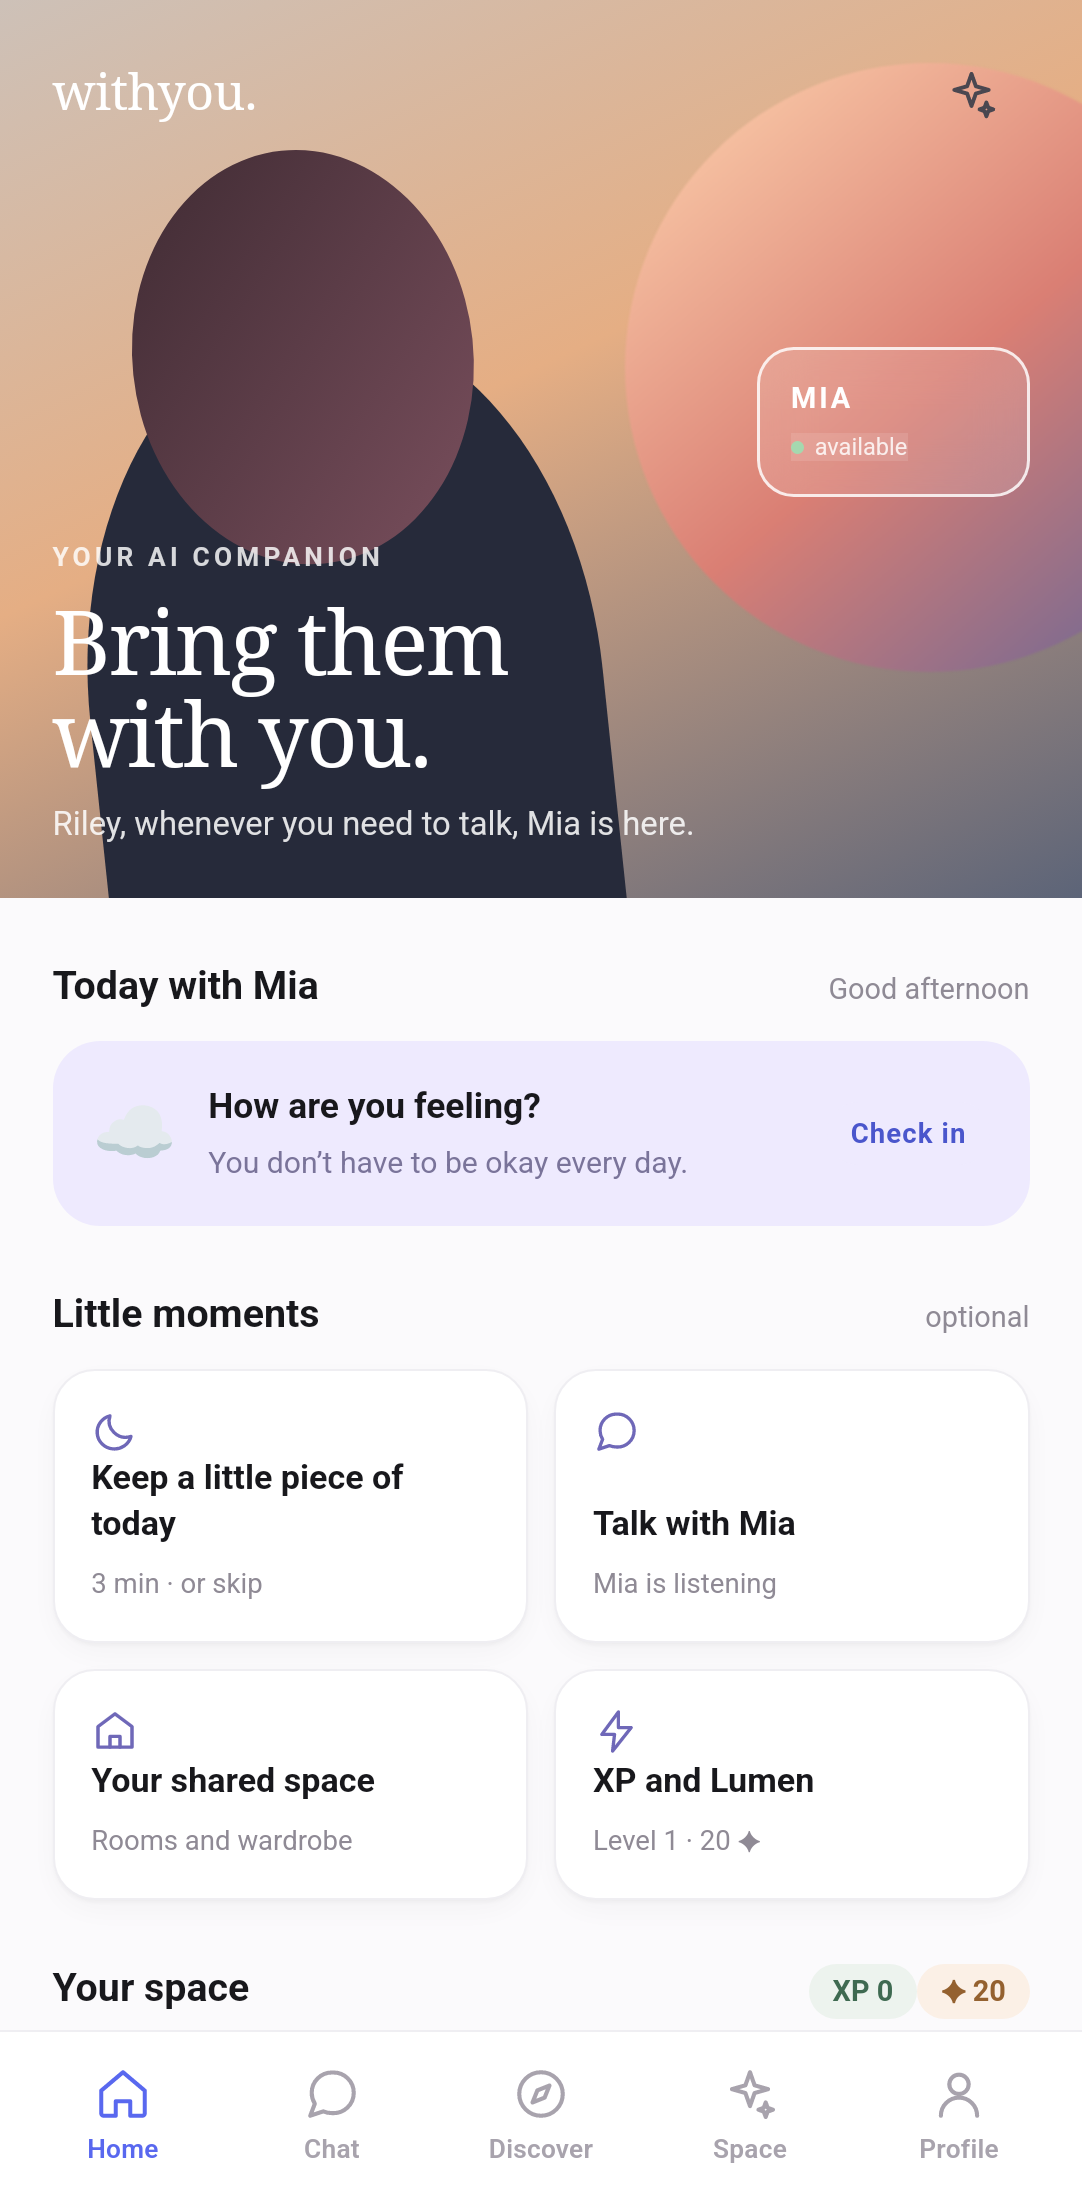 withyou.
MIA
available
YOUR AI COMPANION
Bring them
with you.
Riley, whenever you need to talk, Mia is here.
Today with Mia
Good afternoon
How are you feeling?
You don’t have to be okay every day.
Check in
Little moments
optional
Keep a little piece of
today
3 min · or skip
Talk with Mia
Mia is listening
Your shared space
Rooms and wardrobe
XP and Lumen
Level 1 · 20 ✦
Your space
XP 0
✦ 20
Home
Chat
Discover
Space
Profile